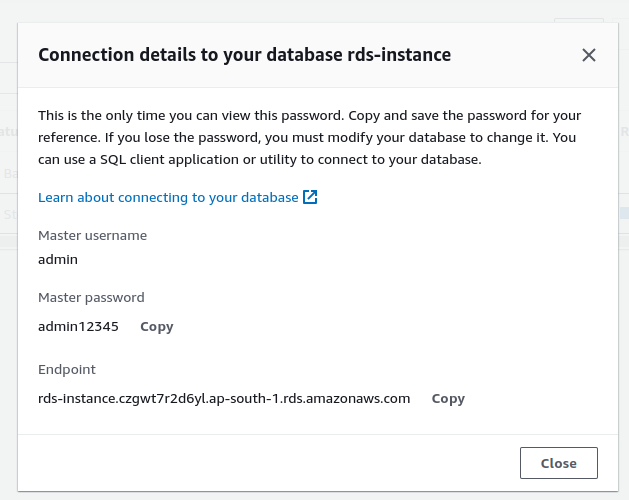 Connection details to your database rds-instance
This is the only time you can view this password. Copy and save the password for your
reference. If you lose the password, you must modify your database to change it. You
can use a SQL client application or utility to connect to your database.
Learn about connecting to your database
Master username
admin
Master password
admin12345 Copy
Endpoint
rds-instance.czgwt7r2d6yl.ap-south-1.rds.amazonaws.com Copy
Close